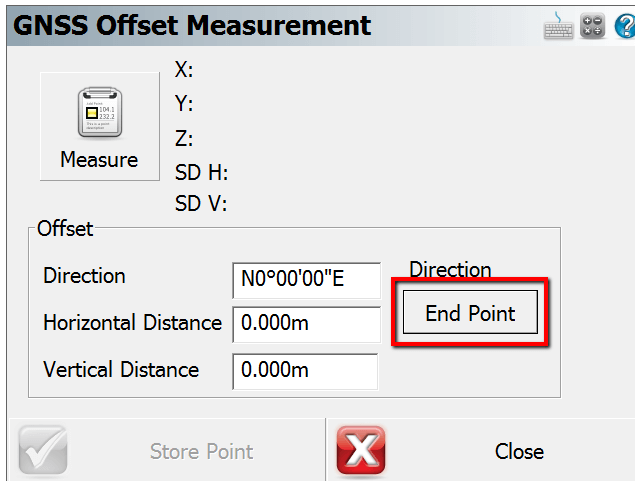 GNSS Offset Measurement
Measure
X:
Y:
Z:
SD H:
SD V:
Offset
Direction
N0°00'00"E
Direction
Horizontal Distance
0.000m
End Point
Vertical Distance
0.000m
Store Point
Close